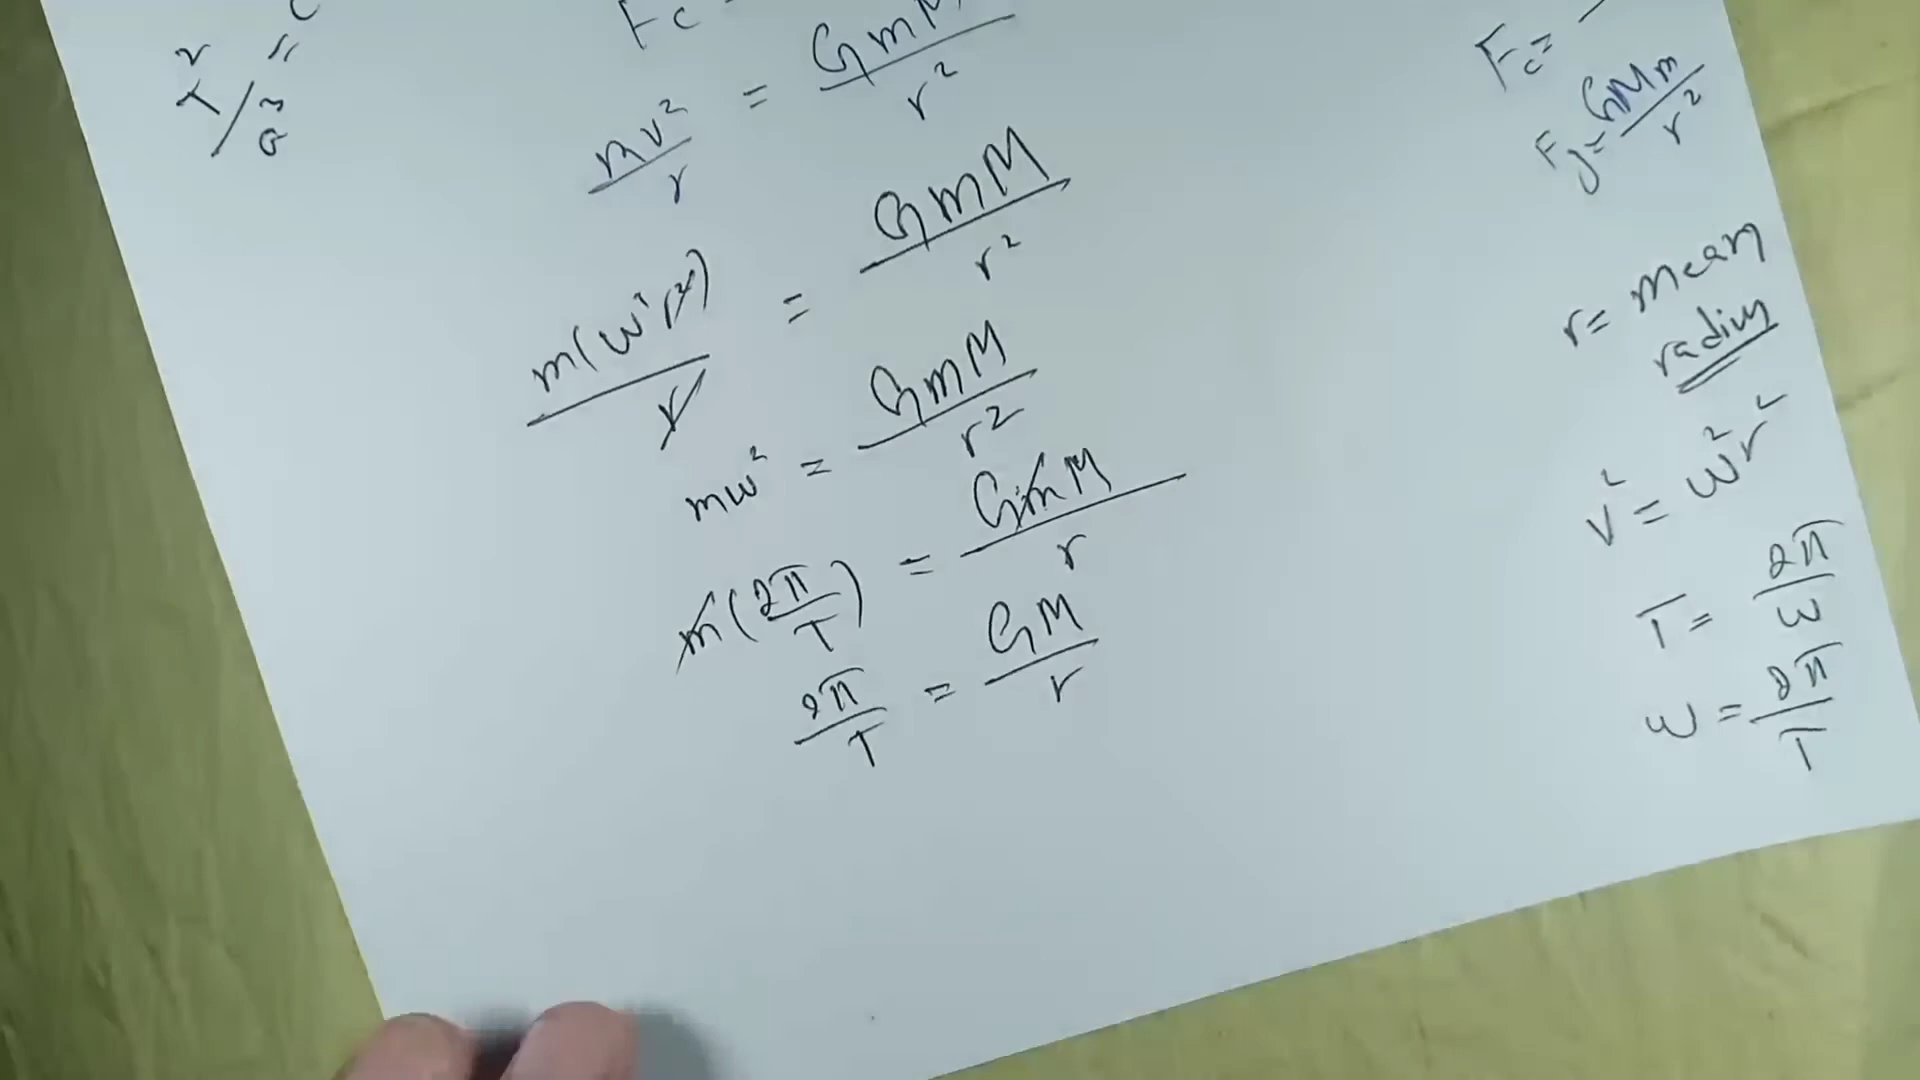 T²/a³ = C
Fc =
mv²/r = GmM/r²
m(ω²r²)/r = GmM/r²
mω² = GmM/r²
m(2π/T) = GmM/r
2π/T = GM/r
Fc =
Fg = GMm/r²
r = mean
radius
v² = ω²r²
T = 2π/ω
ω = 2π/T